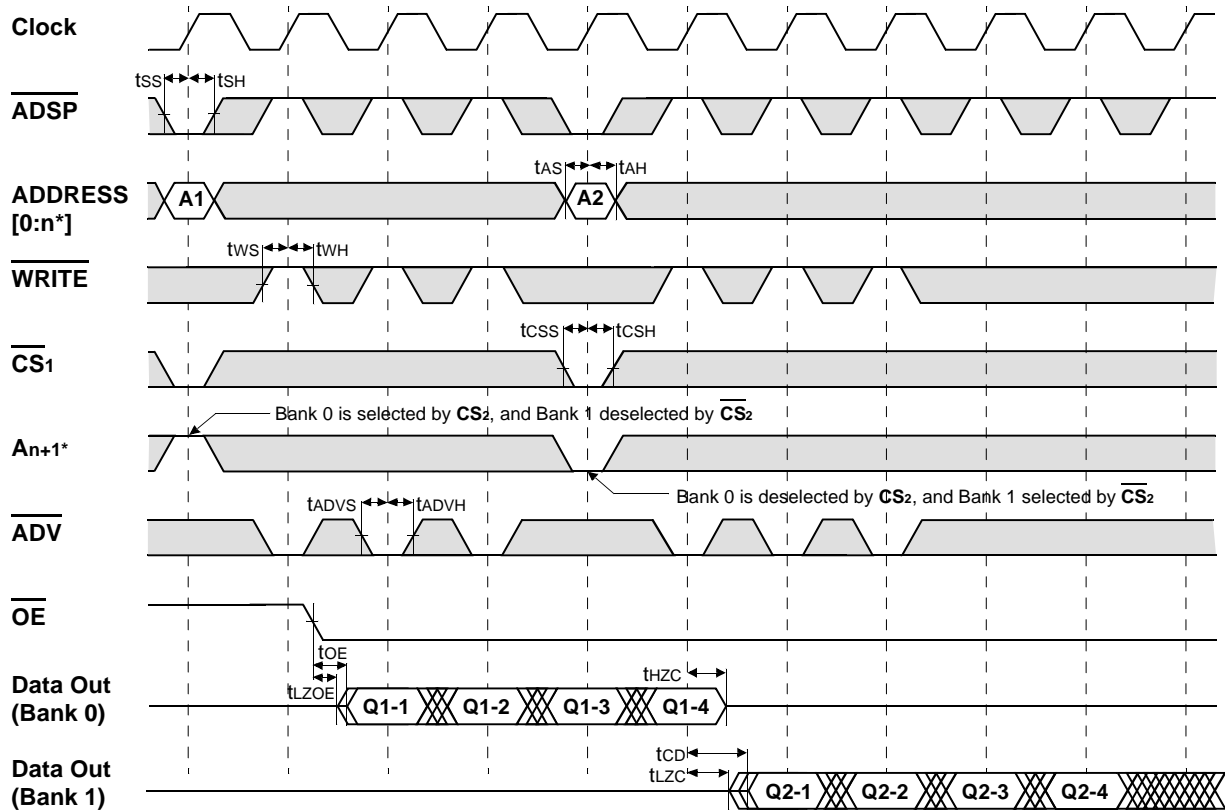 Clock
tSS tSH
ADSP
tAS tAH
ADDRESS
[0:n*]
A1 A2
tWS tWH
WRITE
tCSS tCSH
CS1
Bank 0 is selected by CS2, and Bank 1 deselected by CS2
An+1*
Bank 0 is deselected by CS2, and Bank 1 selected by CS2
tADVS tADVH
ADV
OE
tOE
tLZOE
tHZC
Data Out
(Bank 0)
Q1-1 Q1-2 Q1-3 Q1-4
tCD
tLZC
Data Out
(Bank 1)
Q2-1 Q2-2 Q2-3 Q2-4